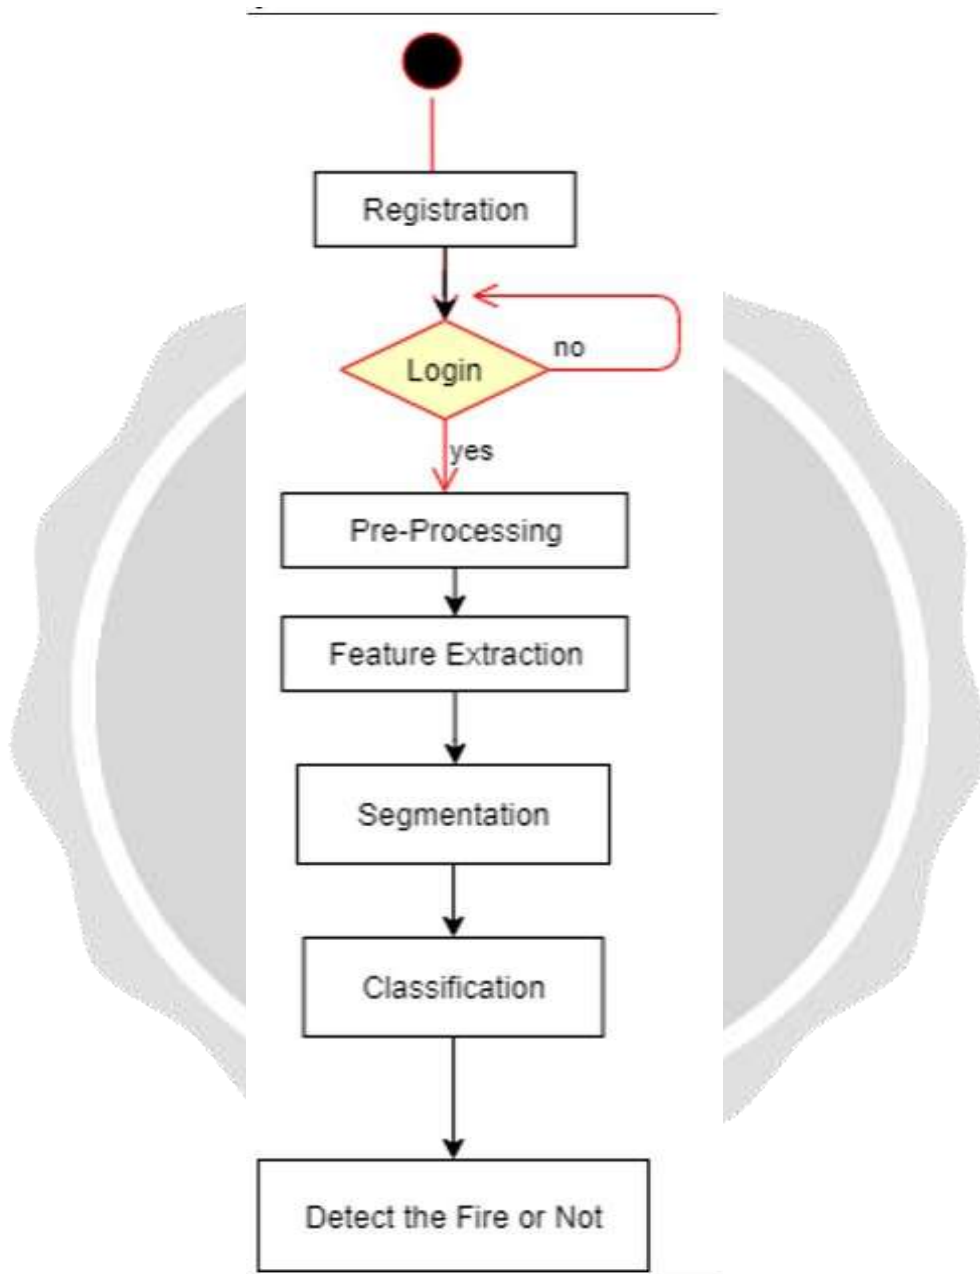 Registration
Login
no
yes
Pre-Processing
Feature Extraction
Segmentation
Classification
Detect the Fire or Not